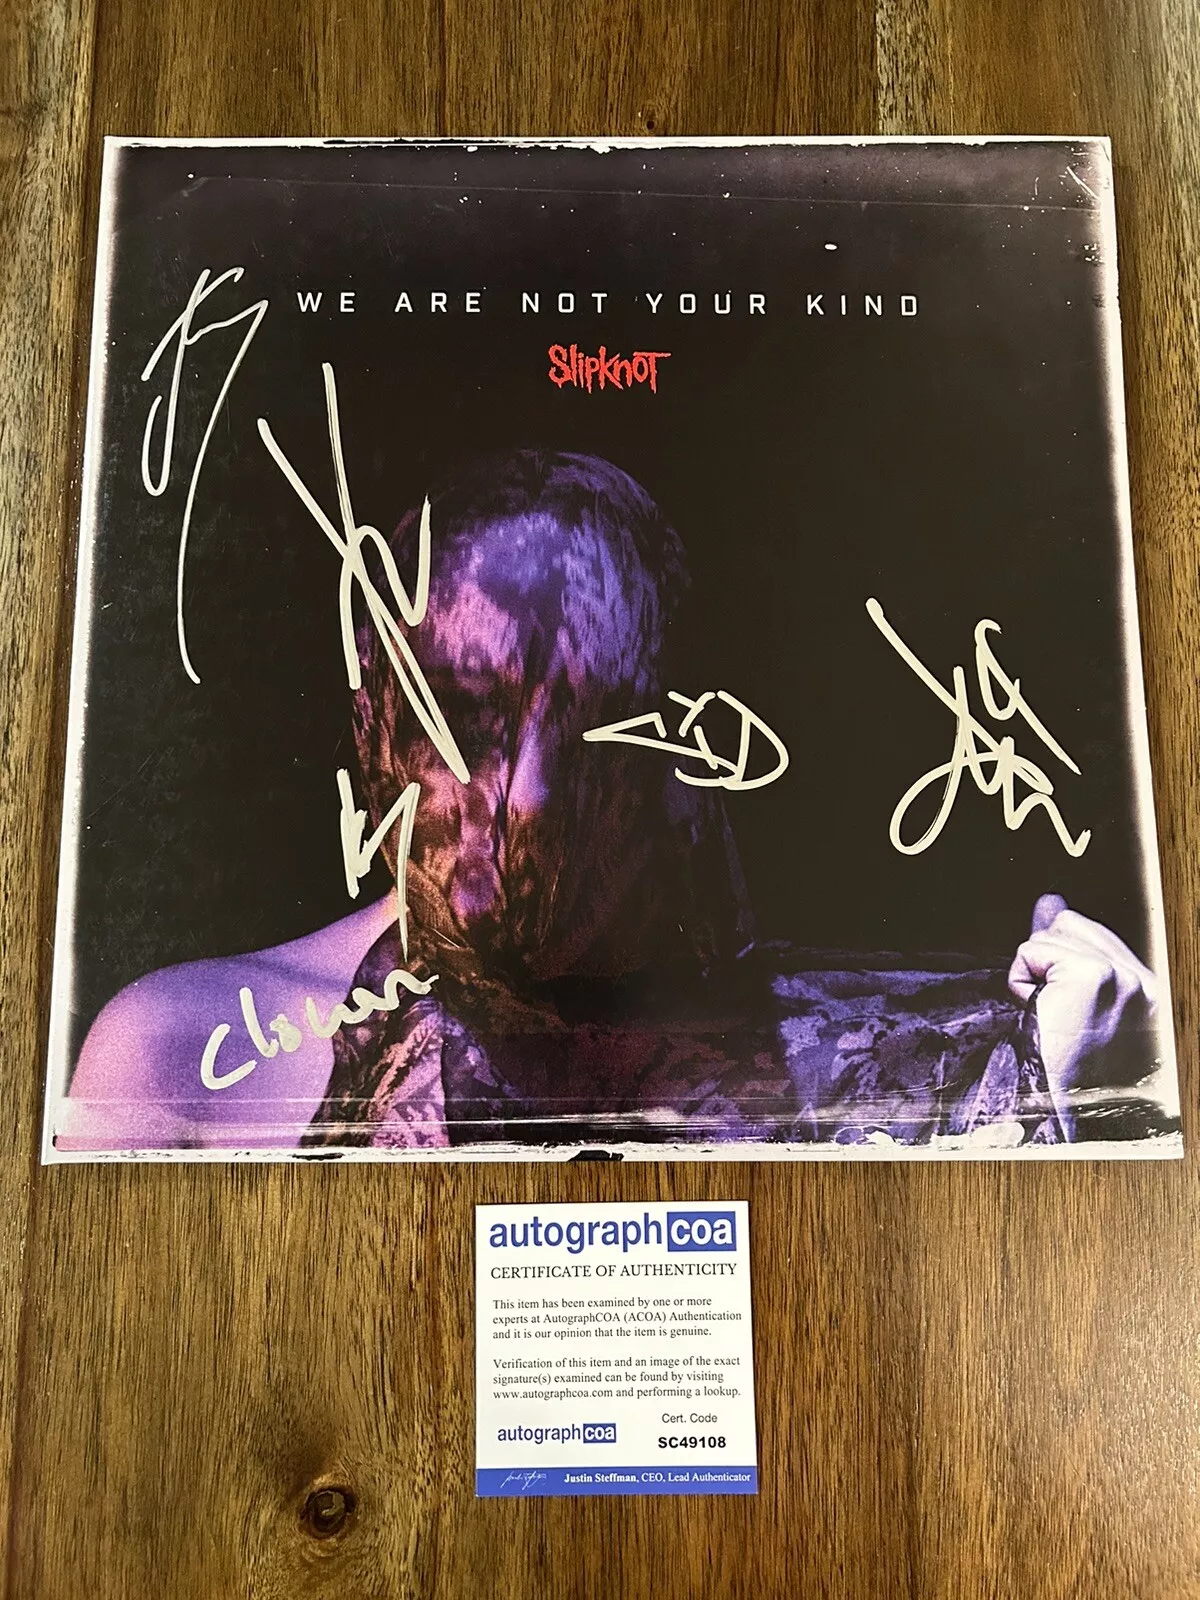 WE ARE NOT YOUR KIND
SlipKnoT
Clown
autographcoa
CERTIFICATE OF AUTHENTICITY
This item has been examined by one or more
experts at AutographCOA (ACOA) Authentication
and it is our opinion that the item is genuine.
Verification of this item and an image of the exact
signature(s) examined can be found by visiting
www.autographcoa.com and performing a lookup.
autographcoa
Cert. Code
SC49108
Justin Steffman, CEO, Lead Authenticator